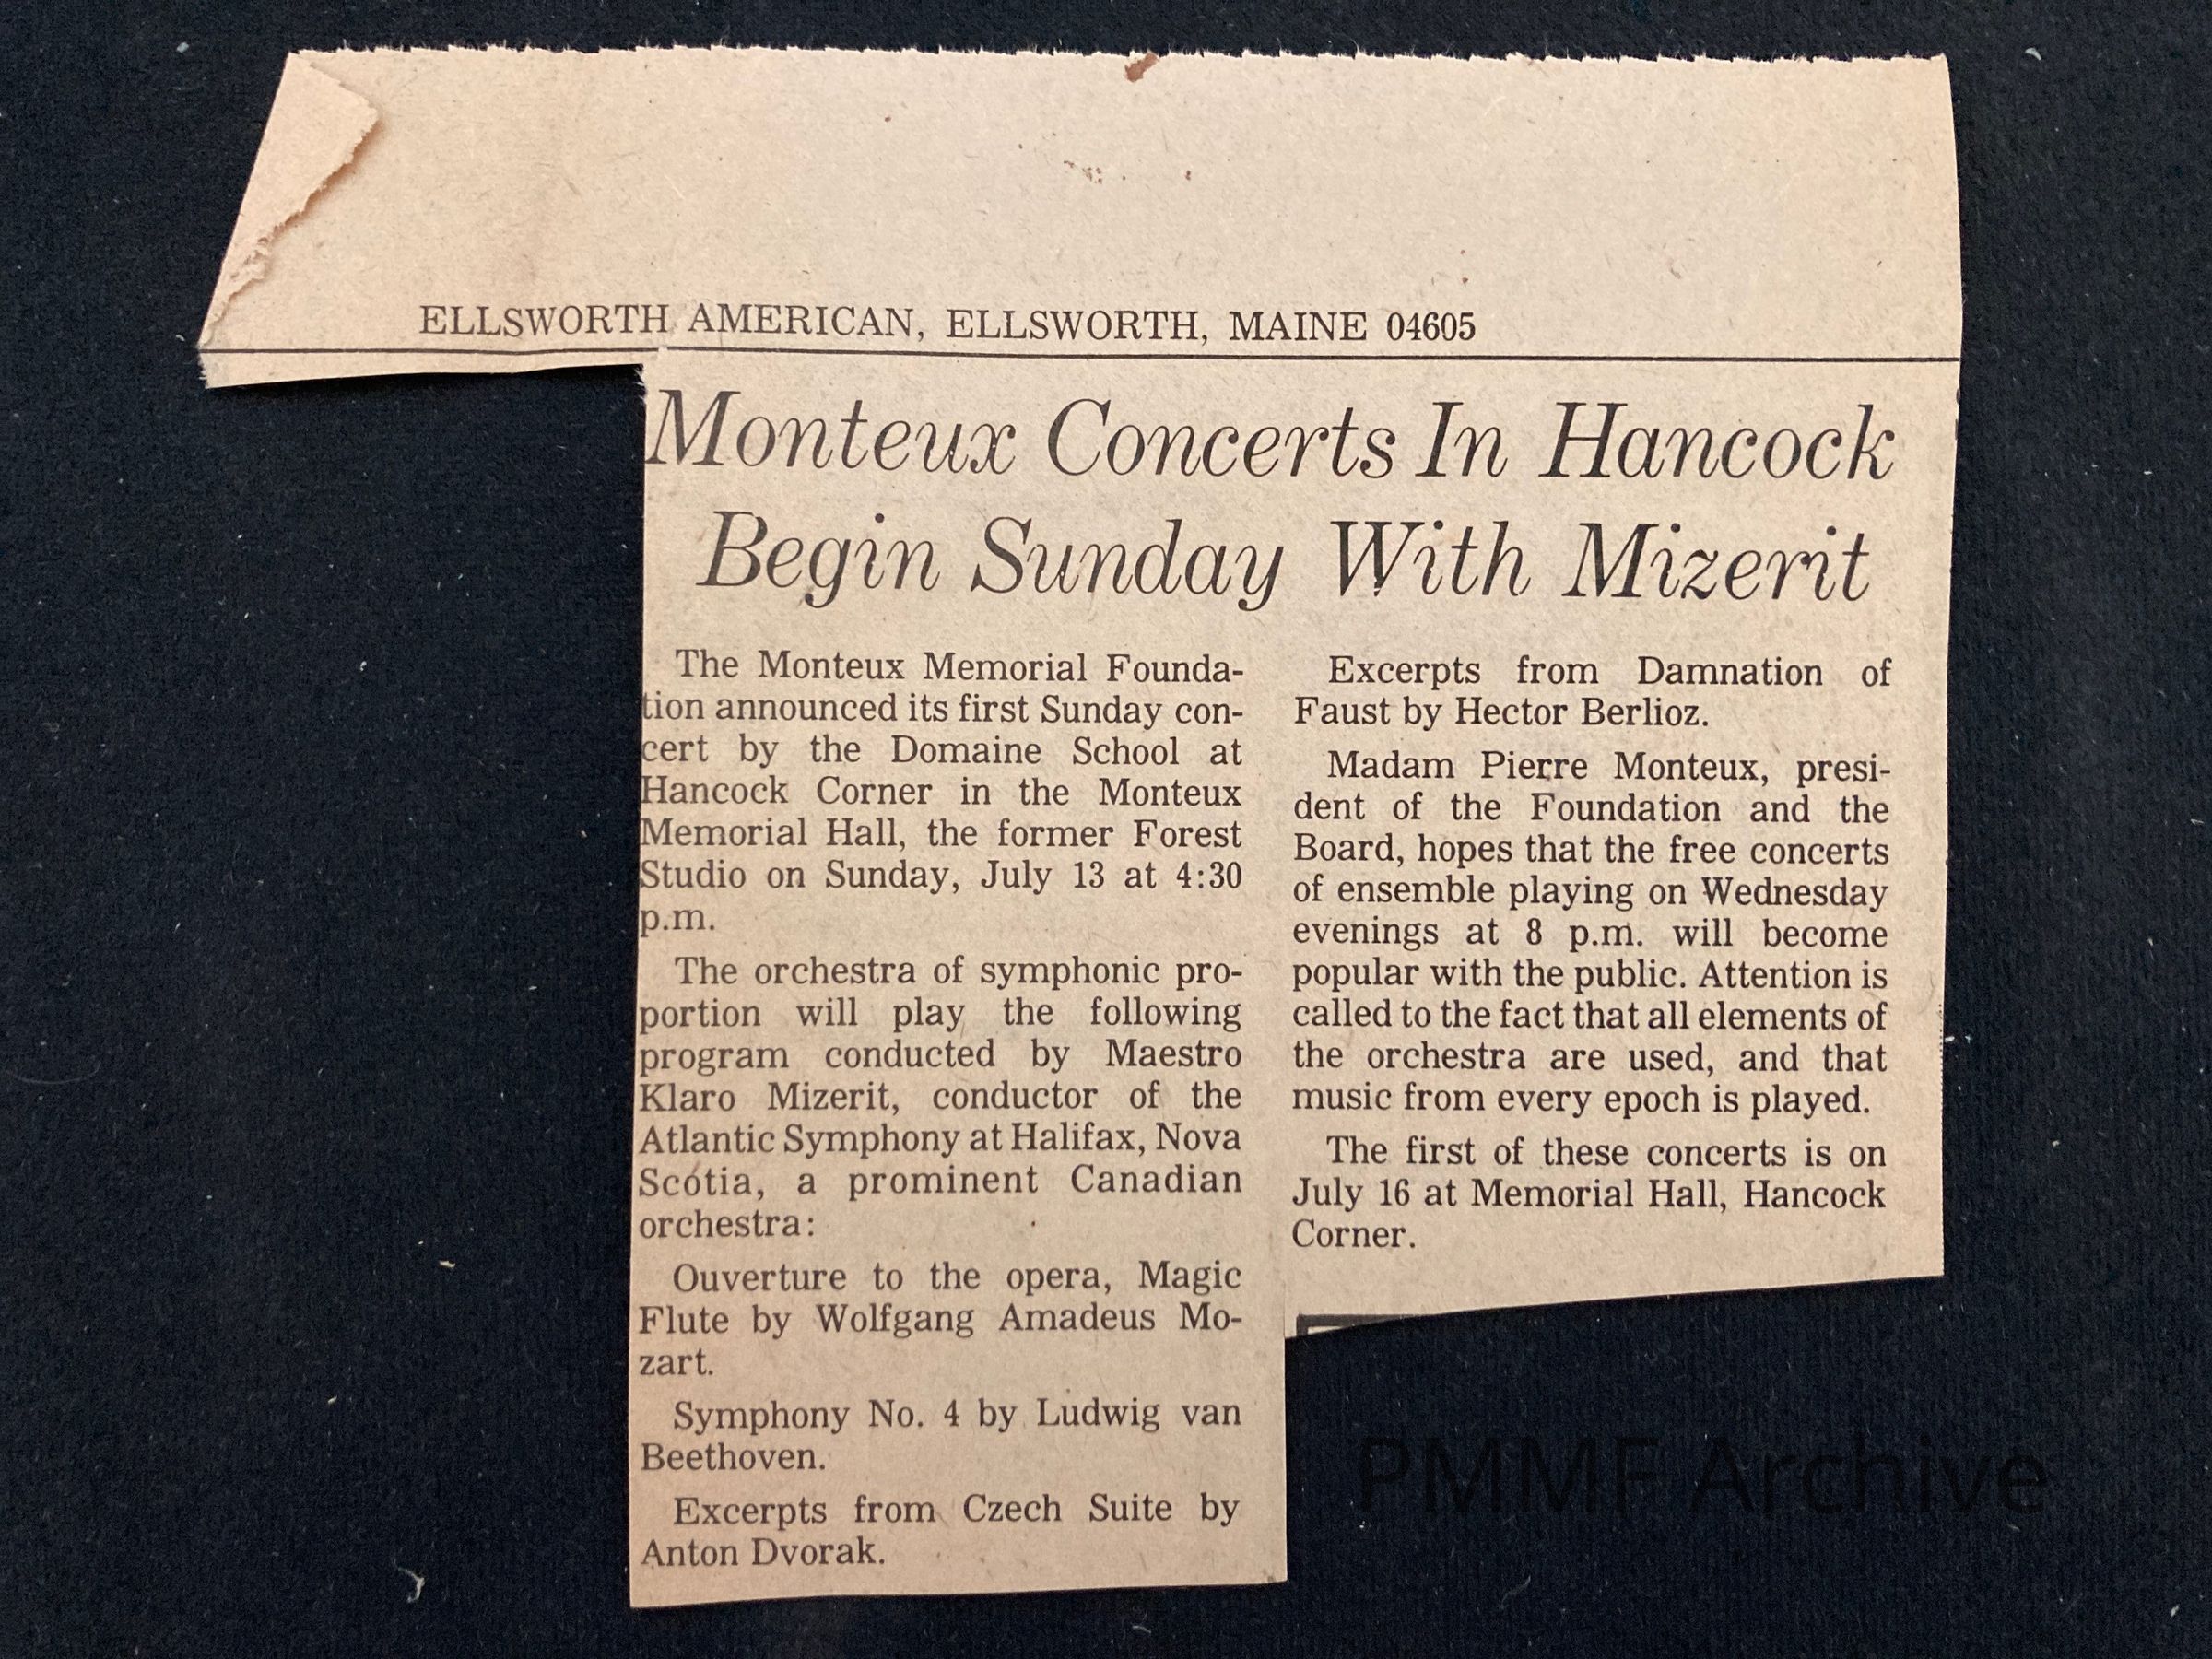 ELLSWORTH AMERICAN, ELLSWORTH, MAINE 04605
Monteux Concerts In Hancock
Begin Sunday With Mizerit
The Monteux Memorial Founda-
tion announced its first Sunday con-
cert by the Domaine School at
Hancock Corner in the Monteux
Memorial Hall, the former Forest
Studio on Sunday, July 13 at 4:30
p.m.
The orchestra of symphonic pro-
portion will play the following
program conducted by Maestro
Klaro Mizerit, conductor of the
Atlantic Symphony at Halifax, Nova
Scotia, a prominent Canadian
orchestra:
Ouverture to the opera, Magic
Flute by Wolfgang Amadeus Mo-
zart.
Symphony No. 4 by Ludwig van
Beethoven.
Excerpts from Czech Suite by
Anton Dvorak.
Excerpts from Damnation of
Faust by Hector Berlioz.
Madam Pierre Monteux, presi-
dent of the Foundation and the
Board, hopes that the free concerts
of ensemble playing on Wednesday
evenings at 8 p.m. will become
popular with the public. Attention is
called to the fact that all elements of
the orchestra are used, and that
music from every epoch is played.
The first of these concerts is on
July 16 at Memorial Hall, Hancock
Corner.
PMMF Archive